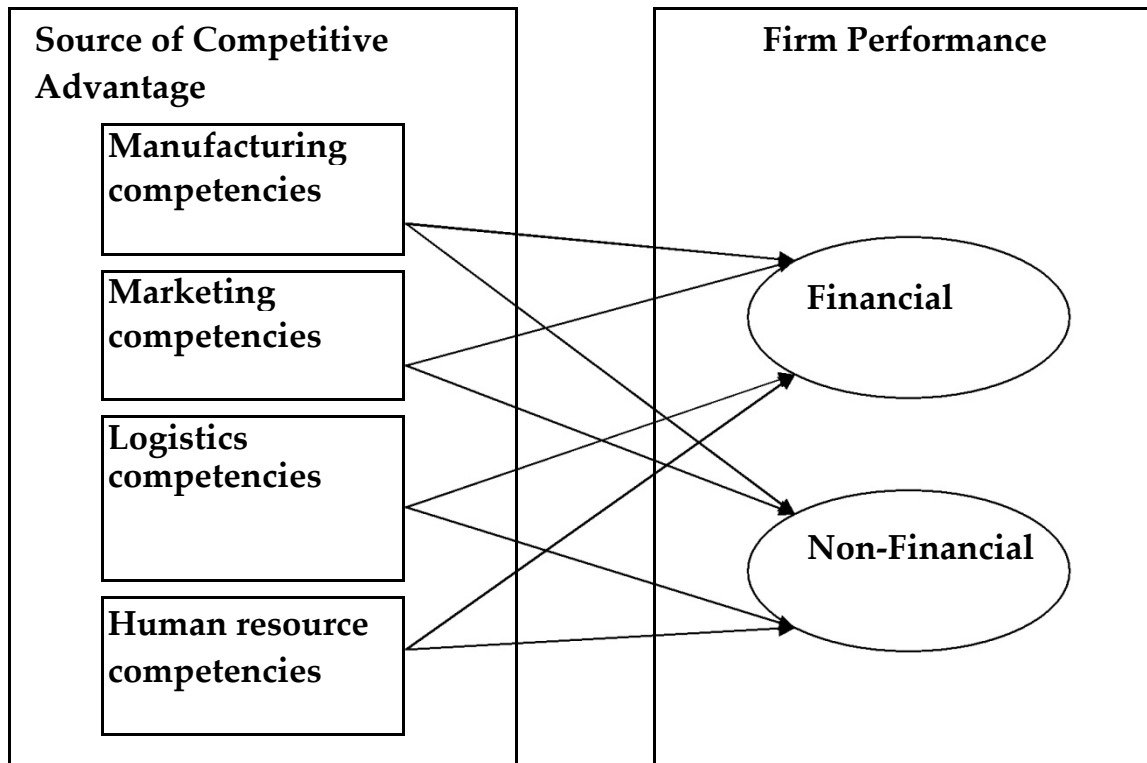 Source of Competitive
Advantage
Manufacturing
competencies
Marketing
competencies
Logistics
competencies
Human resource
competencies
Firm Performance
Financial
Non-Financial